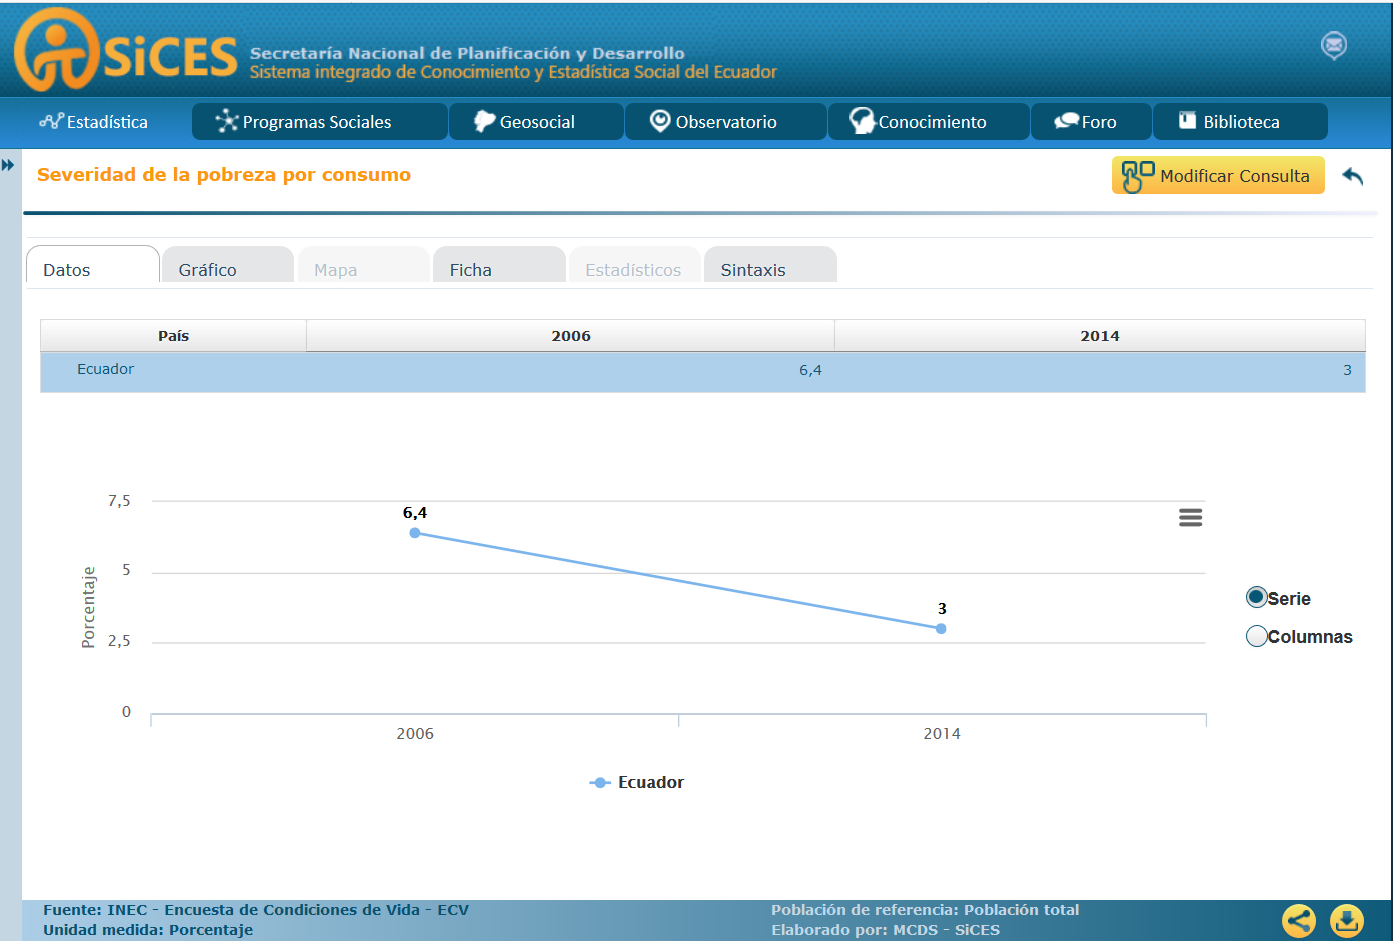 SiCES
Secretaría Nacional de Planificación y Desarrollo
Sistema integrado de Conocimiento y Estadística Social del Ecuador
Estadística Programas Sociales Geosocial Observatorio Conocimiento Foro Biblioteca
Severidad de la pobreza por consumo
Modificar Consulta
Datos Gráfico Mapa Ficha Estadísticos Sintaxis
País 2006 2014
Ecuador 6,4 3
7,5
5
2,5
0
Porcentaje
6,4
3
2006 2014
Ecuador
Serie
Columnas
Fuente: INEC - Encuesta de Condiciones de Vida - ECV
Unidad medida: Porcentaje
Población de referencia: Población total
Elaborado por: MCDS - SiCES